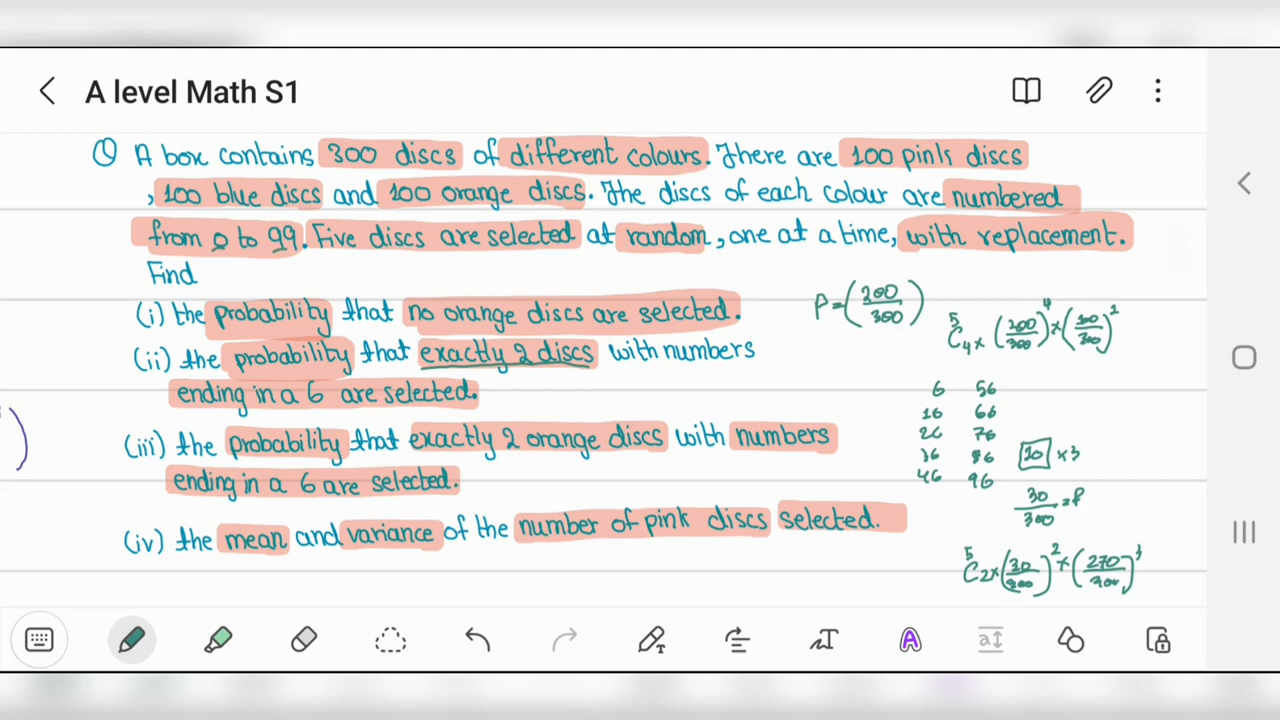 A level Math S1
Q A box contains 300 discs of different colours. There are 100 pink discs
, 100 blue discs and 100 orange discs. The discs of each colour are numbered
from 0 to 99. Five discs are selected at random, one at a time, with replacement.
Find
(i) the probability that no orange discs are selected.
(ii) the probability that exactly 2 discs with numbers
ending in a 6 are selected.
(iii) the probability that exactly 2 orange discs with numbers
ending in a 6 are selected.
(iv) the mean and variance of the number of pink discs selected.
P=(200/300)
5C4 × (200/300)^4 × (100/300)^1
6 56
16 66
26 76
36 86
46 96
10 ×3
30/300 = P
5C2 × (30/300)^2 × (270/300)^3